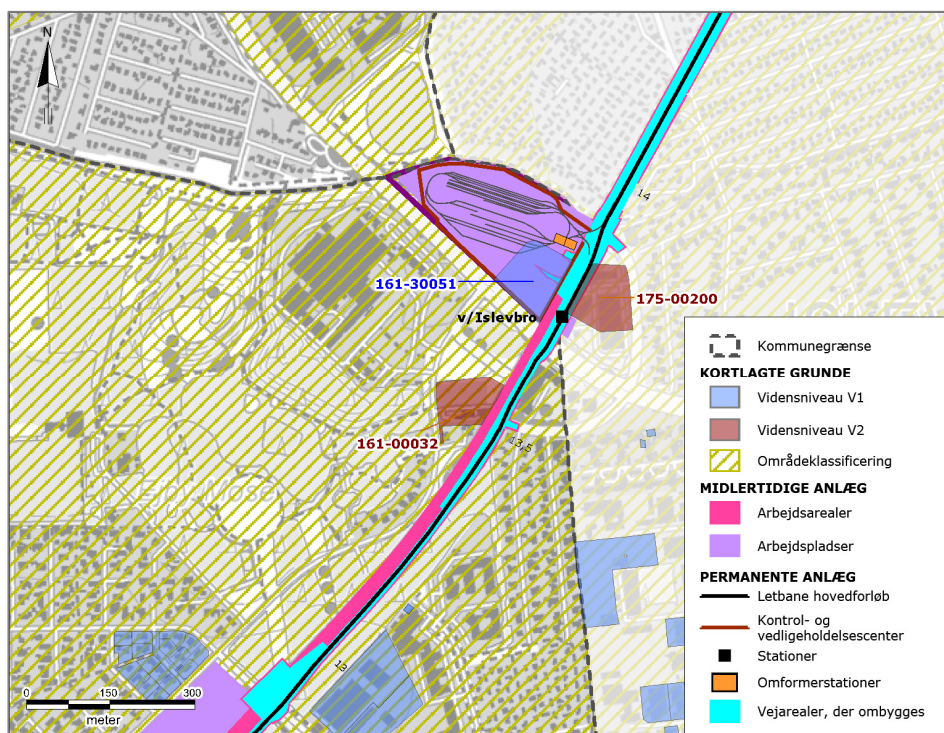 N
14
161-30051
175-00200
v/Islevbro
161-00032
13,5
13
0 150 300
meter
Kommunegrænse
KORTLAGTE GRUNDE
Vidensniveau V1
Vidensniveau V2
Områdeklassificering
MIDLERTIDIGE ANLÆG
Arbejdsarealer
Arbejdspladser
PERMANENTE ANLÆG
Letbane hovedforløb
Kontrol- og
vedligeholdelsescenter
Stationer
Omformerstationer
Vejarealer, der ombygges